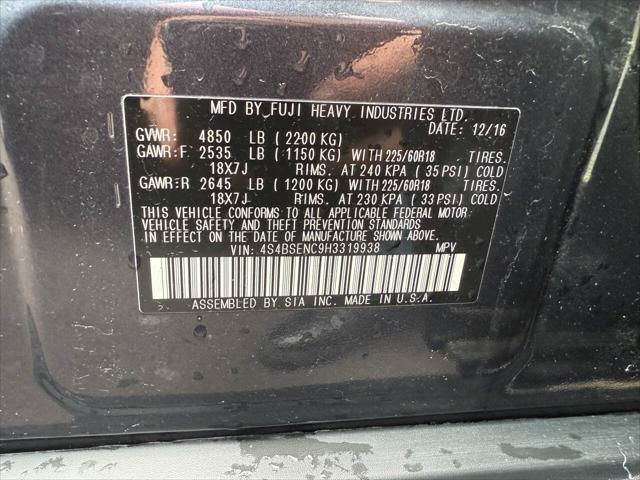 MFD BY FUJI HEAVY INDUSTRIES LTD.
DATE: 12/16
GVWR: 4850 LB (2200 KG)
GAWR:F 2535 LB (1150 KG) WITH 225/60R18 TIRES.
18X7J RIMS. AT 240 KPA (35 PSI) COLD
GAWR:R 2645 LB (1200 KG) WITH 225/60R18 TIRES.
18X7J RIMS. AT 230 KPA (33 PSI) COLD
THIS VEHICLE CONFORMS TO ALL APPLICABLE FEDERAL MOTOR
VEHICLE SAFETY AND THEFT PREVENTION STANDARDS
IN EFFECT ON THE DATE OF MANUFACTURE SHOWN ABOVE.
VIN: 4S4BSENC9H3319938 MPV
ASSEMBLED BY SIA INC. MADE IN U.S.A.